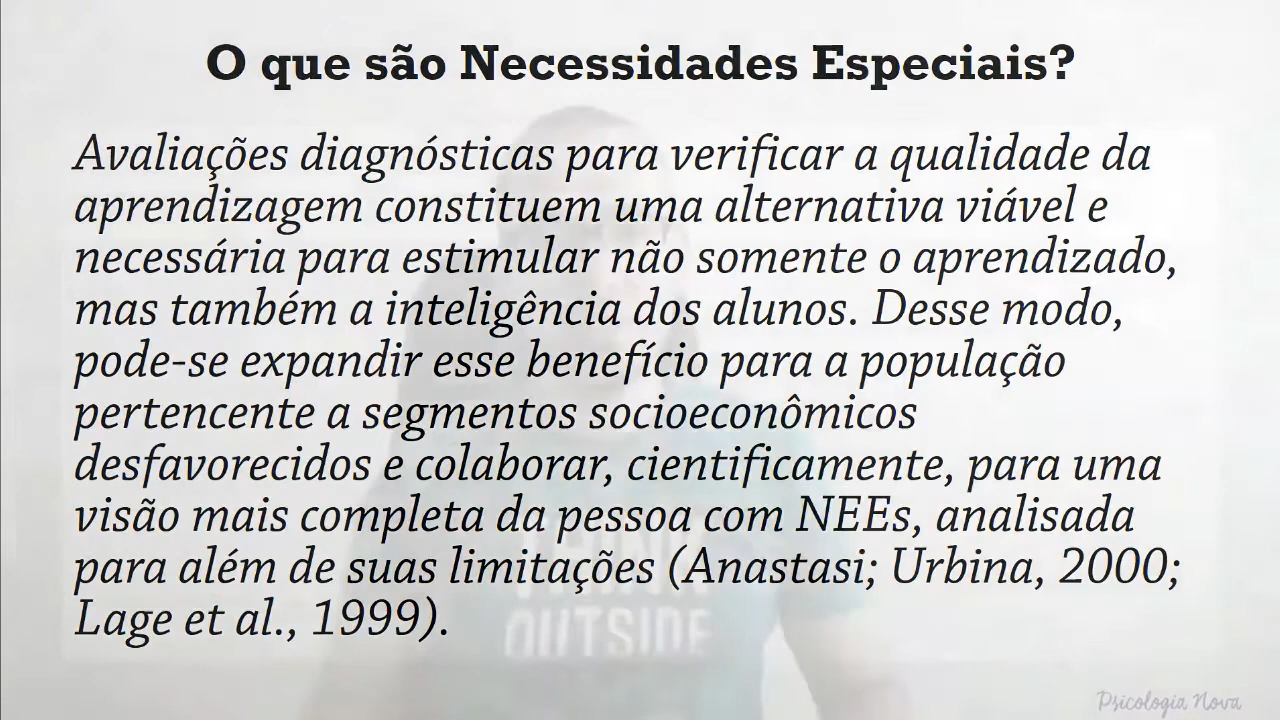 O que são Necessidades Especiais?
Avaliações diagnósticas para verificar a qualidade da
aprendizagem constituem uma alternativa viável e
necessária para estimular não somente o aprendizado,
mas também a inteligência dos alunos. Desse modo,
pode-se expandir esse benefício para a população
pertencente a segmentos socioeconômicos
desfavorecidos e colaborar, cientificamente, para uma
visão mais completa da pessoa com NEEs, analisada
para além de suas limitações (Anastasi; Urbina, 2000;
THINK
Lage et al., 1999).
OUTSIDE
Psicologia Nova